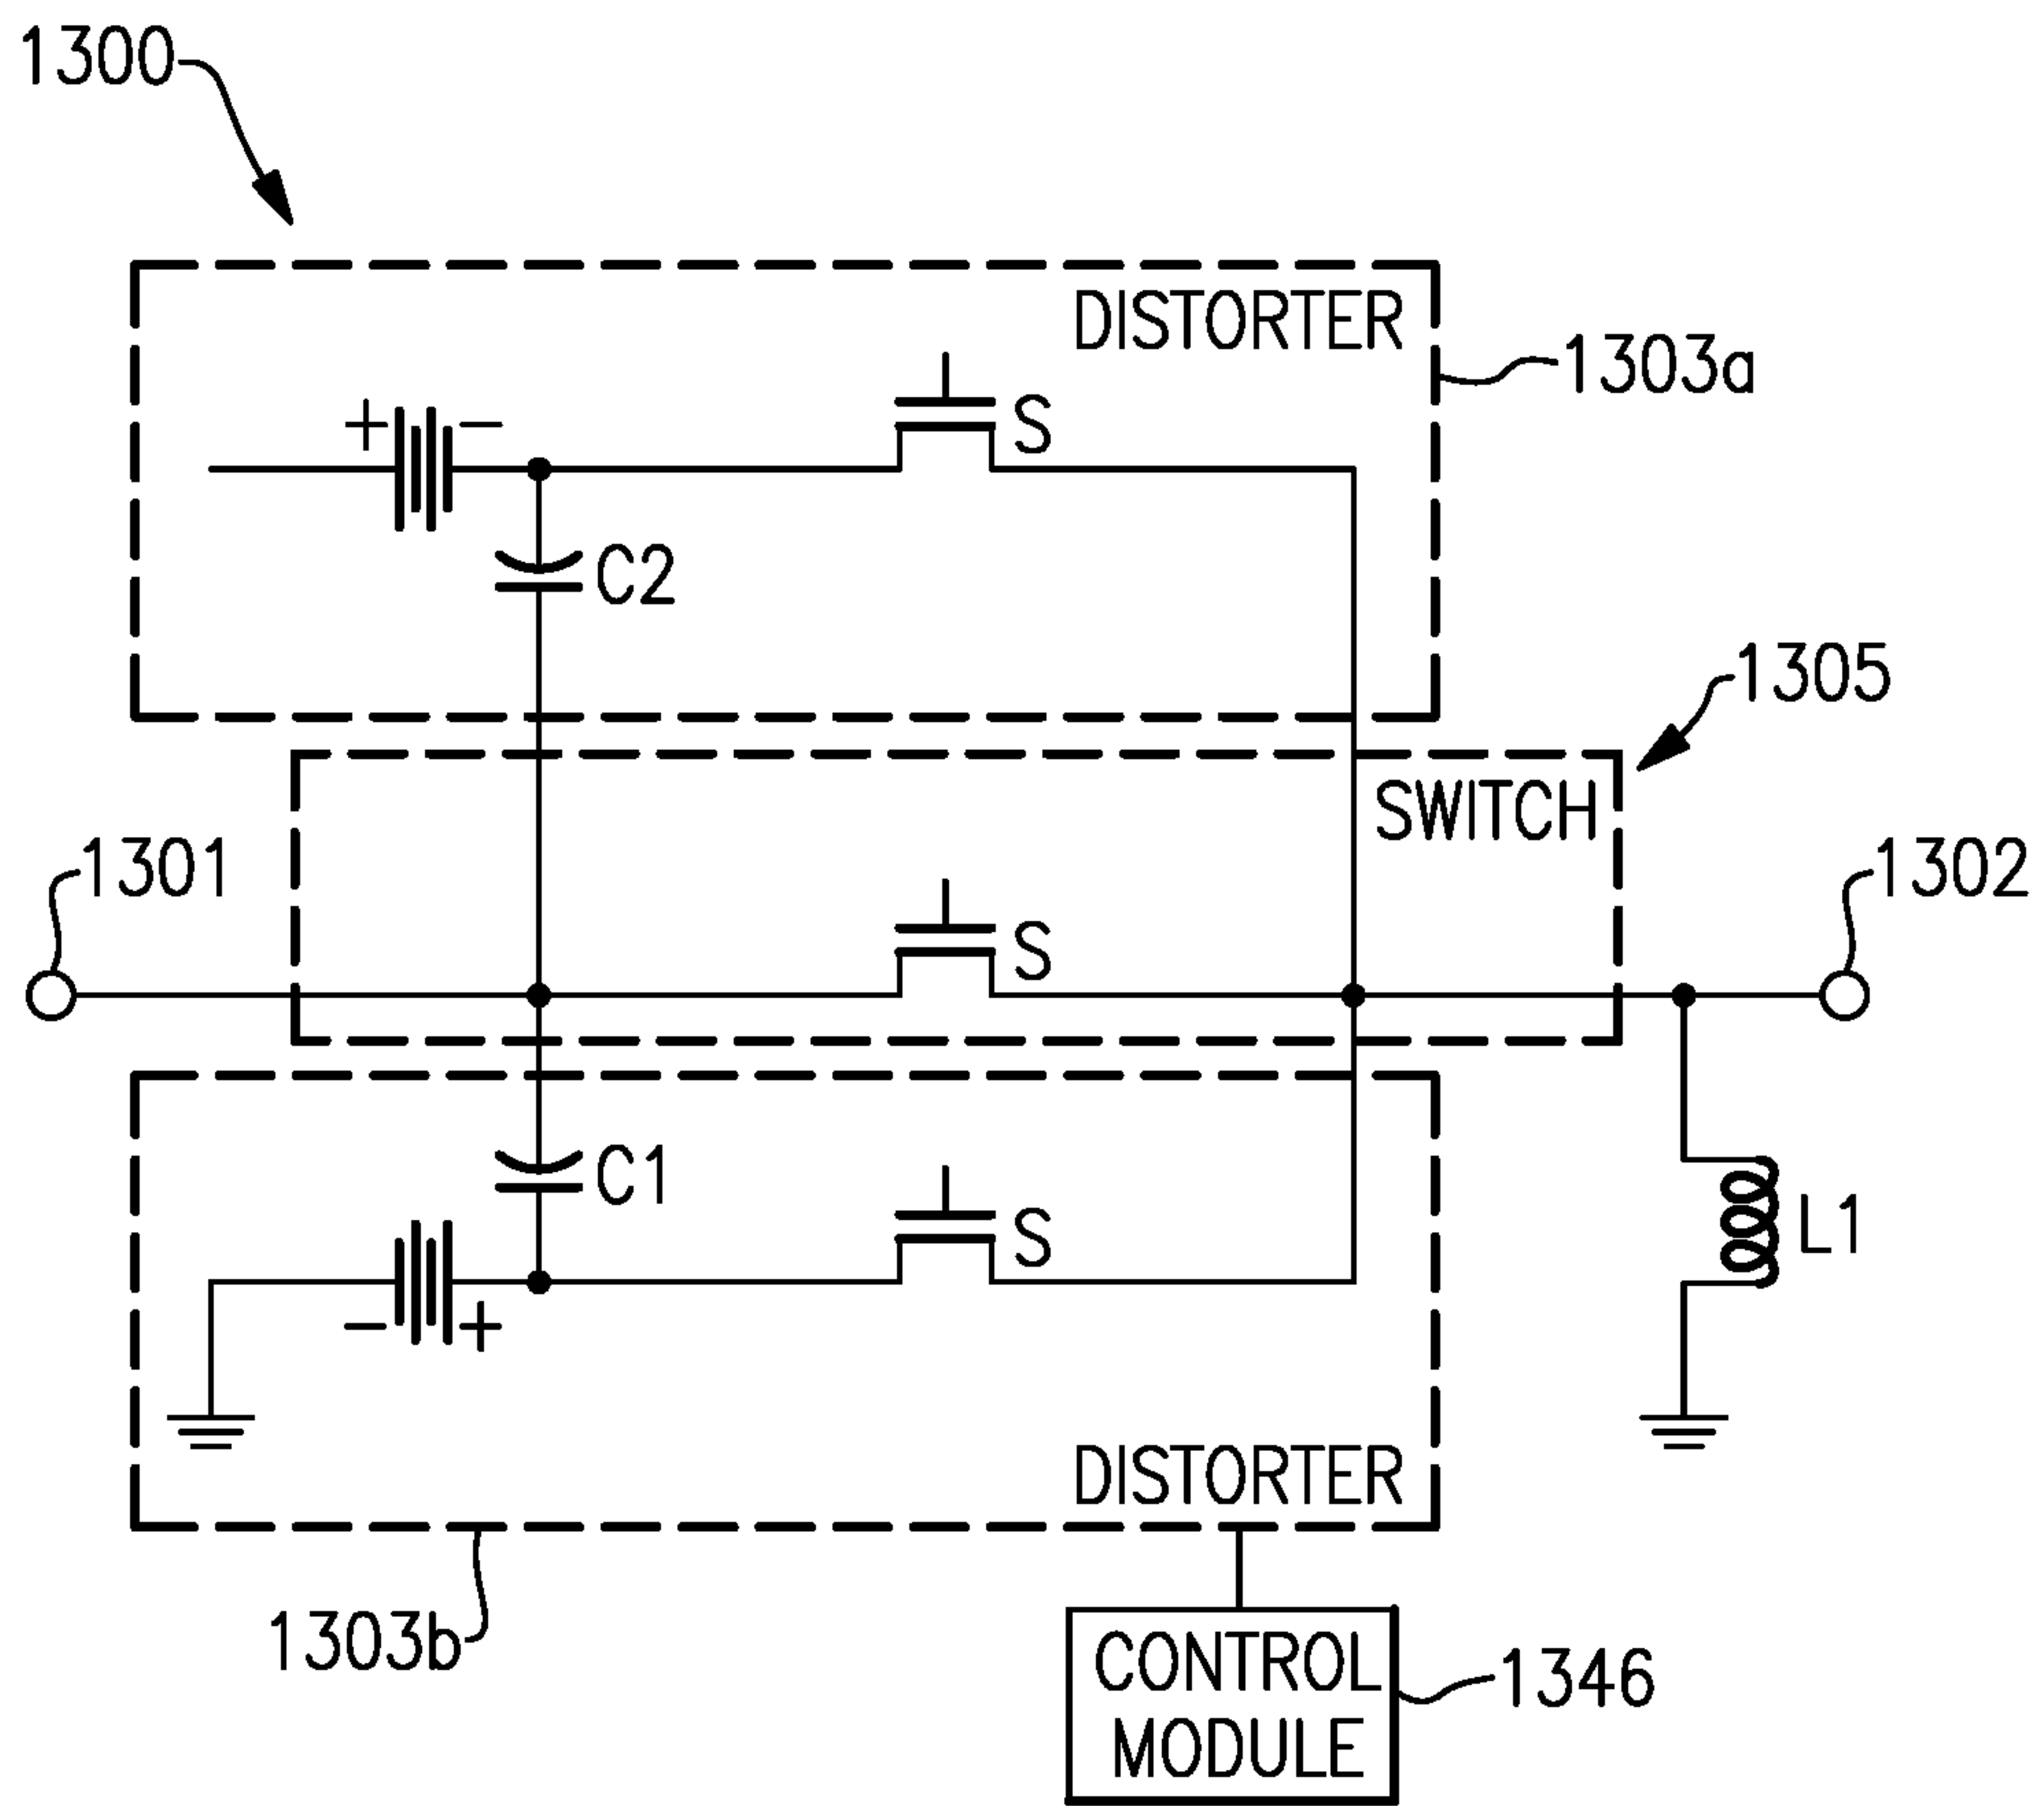 1300
DISTORTER
1303a
+ −
S
C2
1305
SWITCH
1301
1302
S
C1
S
L1
− +
DISTORTER
1303b
CONTROL
MODULE
1346